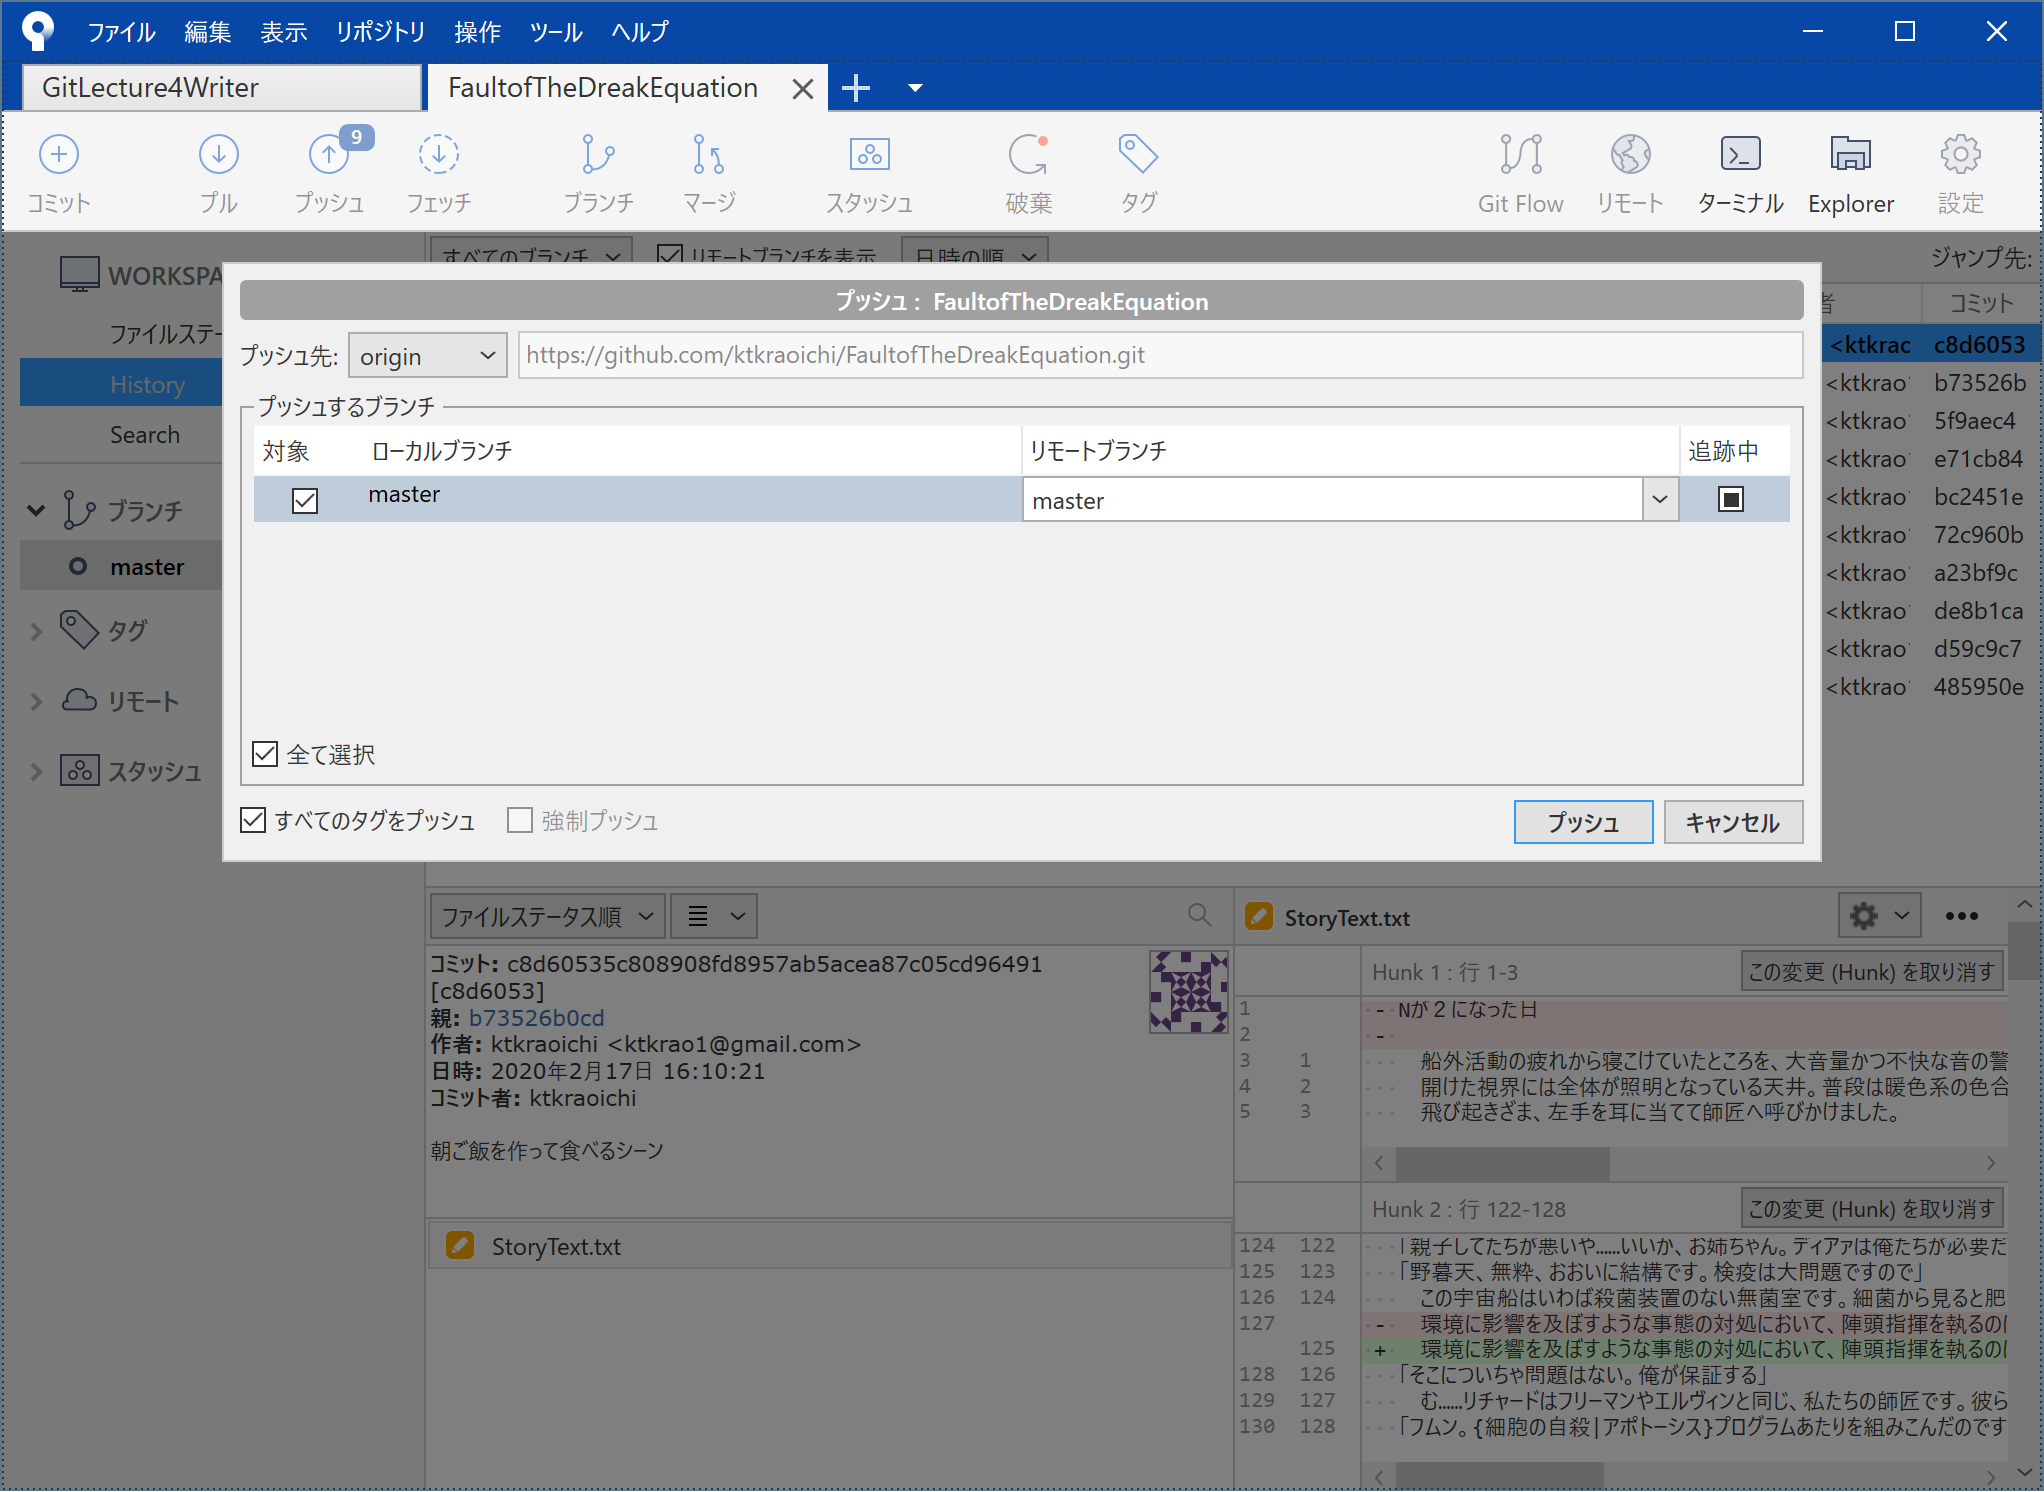 ファイル 編集 表示 リポジトリ 操作 ツール ヘルプ
GitLecture4Writer FaultofTheDreakEquation
9
コミット プル プッシュ フェッチ ブランチ マージ スタッシュ 破棄 タグ Git Flow リモート ターミナル Explorer 設定
すべてのブランチ リモートブランチを表示 日時の順 ジャンプ先:
WORKSPA
者 コミット
ファイルステー
History
Search
ブランチ
master
タグ
リモート
スタッシュ
プッシュ : FaultofTheDreakEquation
プッシュ先: origin https://github.com/ktkraoichi/FaultofTheDreakEquation.git
プッシュするブランチ
対象 ローカルブランチ リモートブランチ 追跡中
master master
全て選択
すべてのタグをプッシュ 強制プッシュ プッシュ キャンセル
<ktkrac c8d6053
<ktkrao b73526b
<ktkrao 5f9aec4
<ktkrao e71cb84
<ktkrao bc2451e
<ktkrao 72c960b
<ktkrao a23bf9c
<ktkrao de8b1ca
<ktkrao d59c9c7
<ktkrao 485950e
ファイルステータス順
コミット: c8d60535c808908fd8957ab5acea87c05cd96491
[c8d6053]
親: b73526b0cd
作者: ktkraoichi <ktkrao1@gmail.com>
日時: 2020年2月17日 16:10:21
コミット者: ktkraoichi
朝ご飯を作って食べるシーン
StoryText.txt
StoryText.txt
Hunk 1 : 行 1-3 この変更 (Hunk) を取り消す
1 - Nが２になった日
2 -
3 1 船外活動の疲れから寝こけていたところを、大音量かつ不快な音の警
4 2 開けた視界には全体が照明となっている天井。普段は暖色系の色合
5 3 飛び起きざま、左手を耳に当てて師匠へ呼びかけました。
Hunk 2 : 行 122-128 この変更 (Hunk) を取り消す
124 122 「親子してたちが悪いや……いいか、お姉ちゃん。ディアァは俺たちが必要だ
125 123 「野暮天、無粋、おおいに結構です。検疫は大問題ですので」
126 124 この宇宙船はいわば殺菌装置のない無菌室です。細菌から見ると肥
127 - 環境に影響を及ぼすような事態の対処において、陣頭指揮を執るの
125 + 環境に影響を及ぼすような事態の対処において、陣頭指揮を執るの
128 126 「そこについちゃ問題はない。俺が保証する」
129 127 む……リチャードはフリーマンやエルヴィンと同じ、私たちの師匠です。彼ら
130 128 「フムン。{細胞の自殺|アポトーシス}プログラムあたりを組みこんだのです